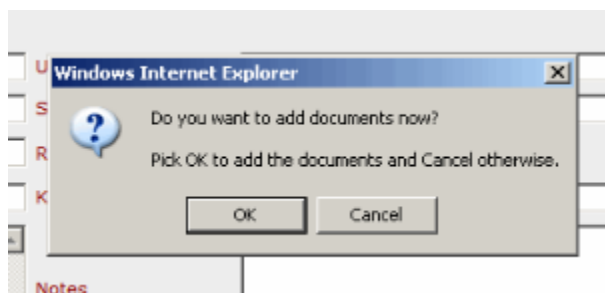 U
Windows Internet Explorer
S
Do you want to add documents now?
R
Pick OK to add the documents and Cancel otherwise.
K
OK Cancel
Notes